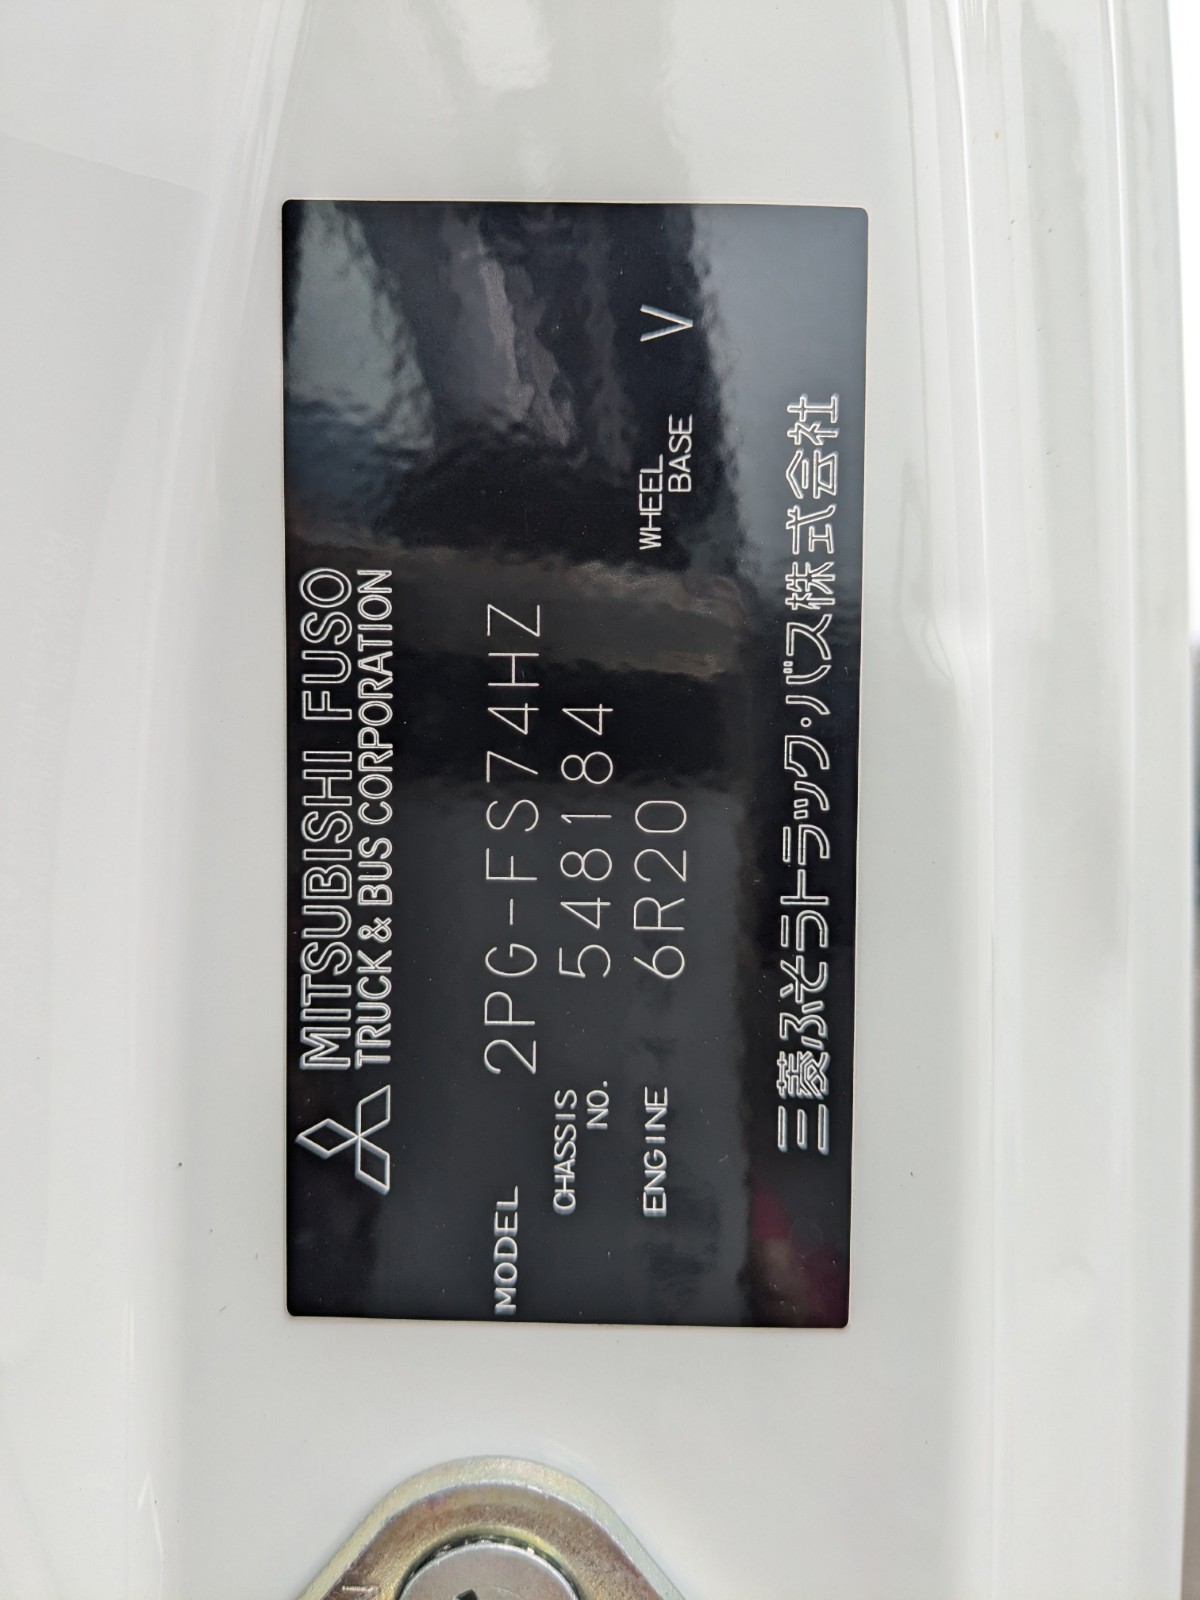 MITSUBISHI FUSO
TRUCK & BUS CORPORATION
MODEL 2PG-FS74HZ
CHASSIS NO. 548184
ENGINE 6R20 WHEEL BASE V
三菱ふそうトラック・バス株式会社